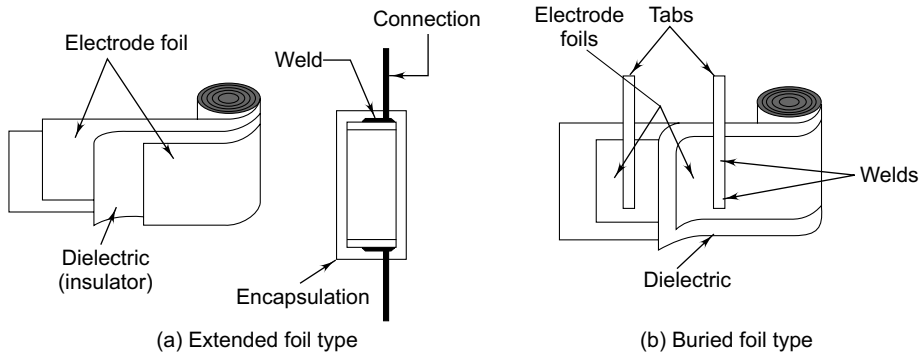 Electrode foil
Dielectric
(insulator)
Connection
Weld
Encapsulation
(a) Extended foil type
Electrode
foils
Tabs
Welds
Dielectric
(b) Buried foil type